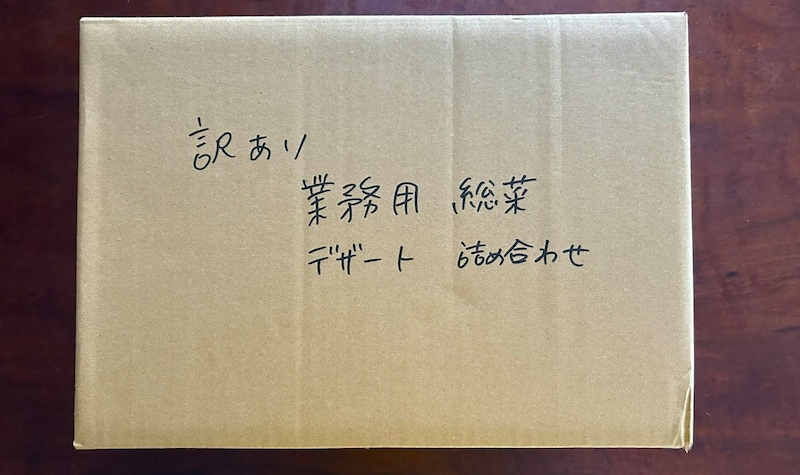 訳あり
業務用 総菜
デザート 詰め合わせ